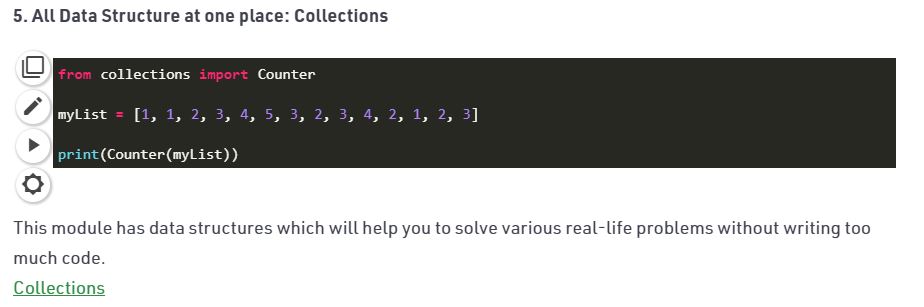 5. All Data Structure at one place: Collections
from collections import Counter
myList = [1, 1, 2, 3, 4, 5, 3, 2, 3, 4, 2, 1, 2, 3]
print(Counter(myList))
This module has data structures which will help you to solve various real-life problems without writing too
much code.
Collections